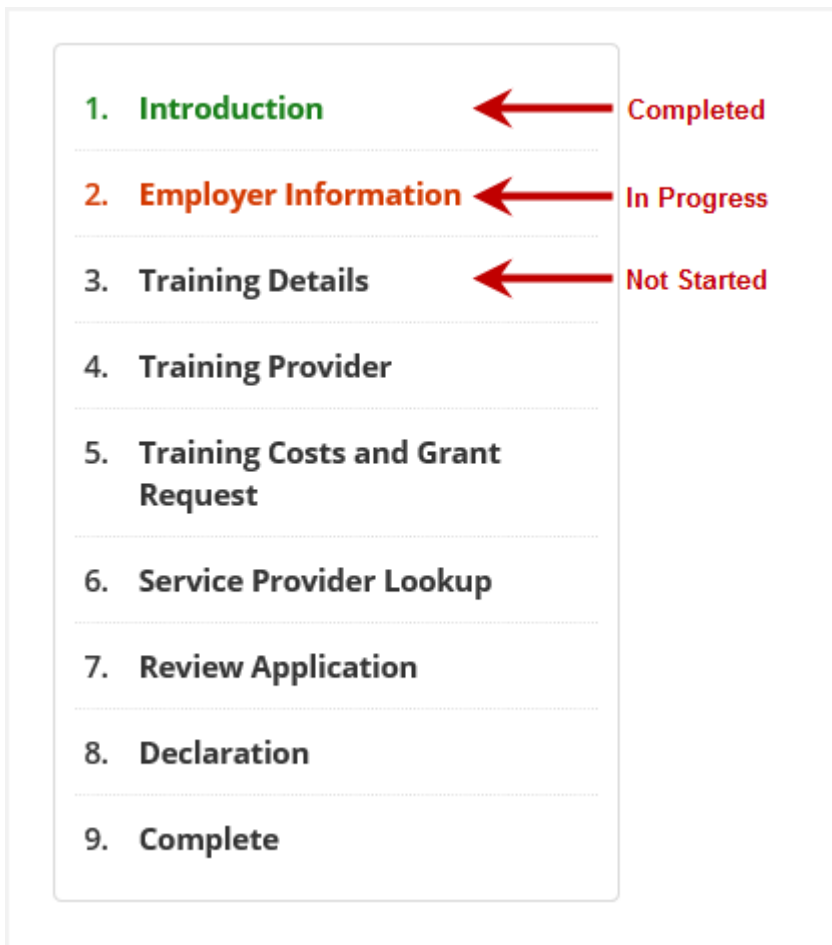 1. Introduction Completed
2. Employer Information In Progress
3. Training Details Not Started
4. Training Provider
5. Training Costs and Grant
Request
6. Service Provider Lookup
7. Review Application
8. Declaration
9. Complete